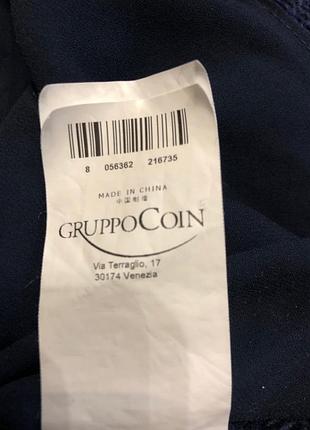 8 056362 216735
MADE IN CHINA
中国制造
GRUPPOCOIN
Via Terraglio, 17
30174 Venezia